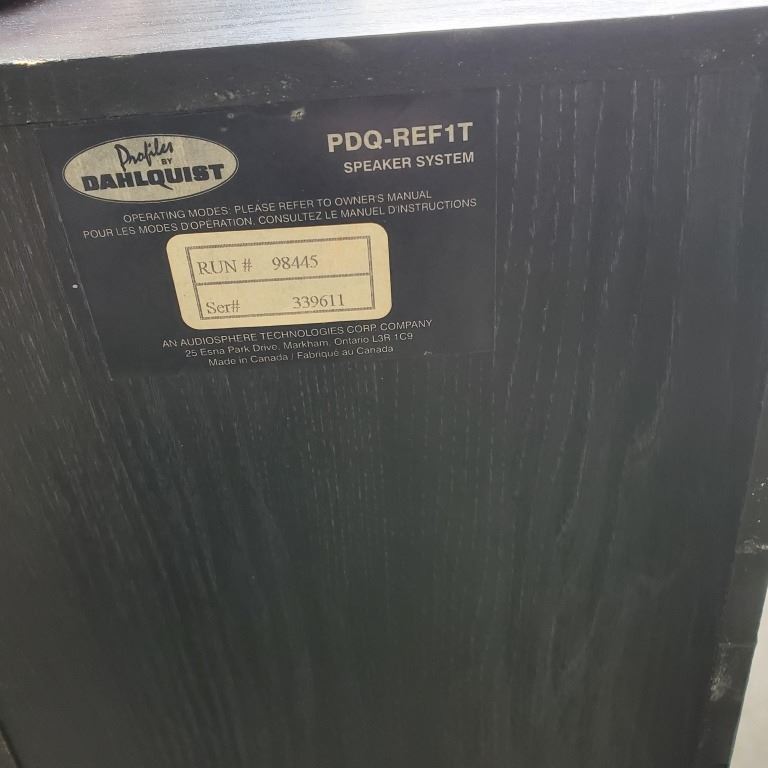 Profiles
BY
DAHLQUIST
PDQ-REF1T
SPEAKER SYSTEM
OPERATING MODES: PLEASE REFER TO OWNER'S MANUAL
POUR LES MODES D'OPERATION, CONSULTEZ LE MANUEL D'INSTRUCTIONS
RUN # 98445
Ser# 339611
AN AUDIOSPHERE TECHNOLOGIES CORP. COMPANY
25 Esna Park Drive, Markham, Ontario L3R 1C9
Made in Canada / Fabriqué au Canada